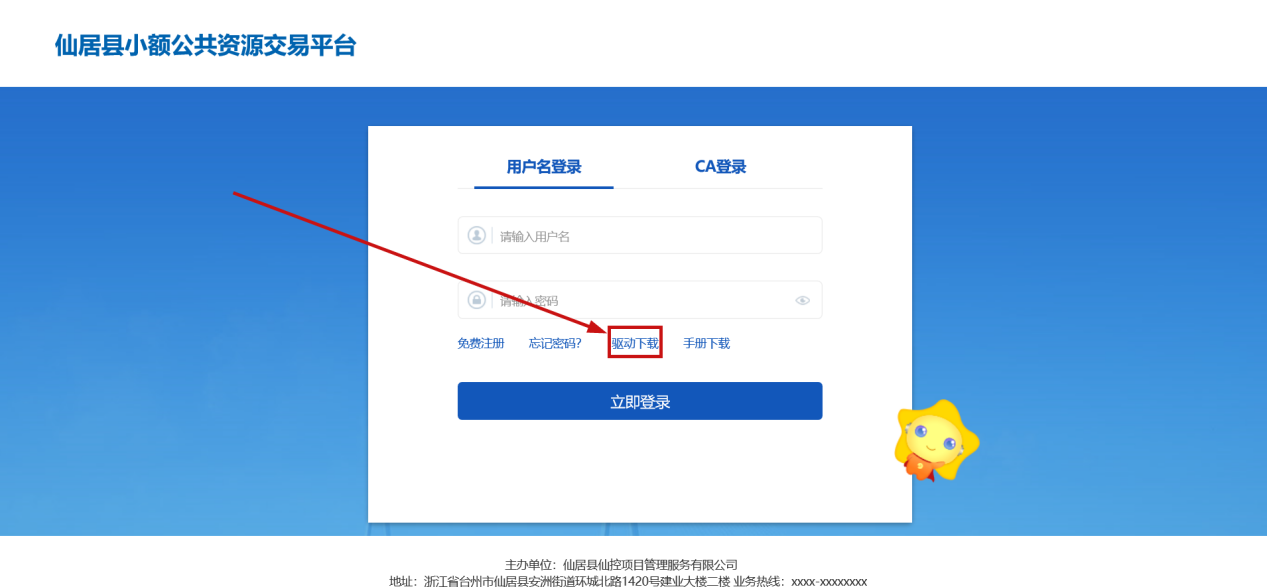 仙居县小额公共资源交易平台
用户名登录 CA登录
请输入用户名
请输入密码
免费注册 忘记密码? 驱动下载 手册下载
立即登录
主办单位：仙居县仙控项目管理服务有限公司
地址：浙江省台州市仙居县安洲街道环城北路1420号建业大楼二楼 业务热线：xxxx-xxxxxxxx